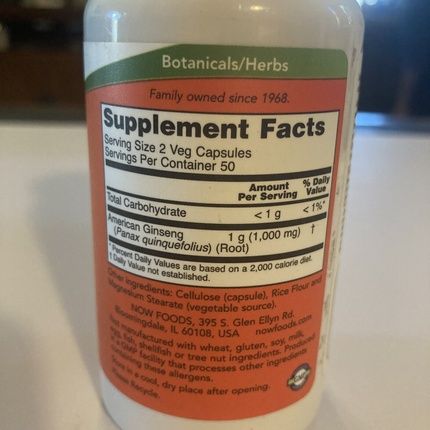 Botanicals/Herbs
Family owned since 1968.
Supplement Facts
Serving Size 2 Veg Capsules
Servings Per Container 50
Amount Per Serving % Daily Value
Total Carbohydrate < 1 g < 1%*
American Ginseng 1 g (1,000 mg) †
(Panax quinquefolius) (Root)
* Percent Daily Values are based on a 2,000 calorie diet.
† Daily Value not established.
Other ingredients: Cellulose (capsule), Rice Flour and
Magnesium Stearate (vegetable source).
NOW FOODS, 395 S. Glen Ellyn Rd.
Bloomingdale, IL 60108, USA nowfoods.com
Not manufactured with wheat, gluten, soy, milk,
egg, fish, shellfish or tree nut ingredients. Produced
in a GMP facility that processes other ingredients
containing these allergens.
Store in a cool, dry place after opening.
Please Recycle.